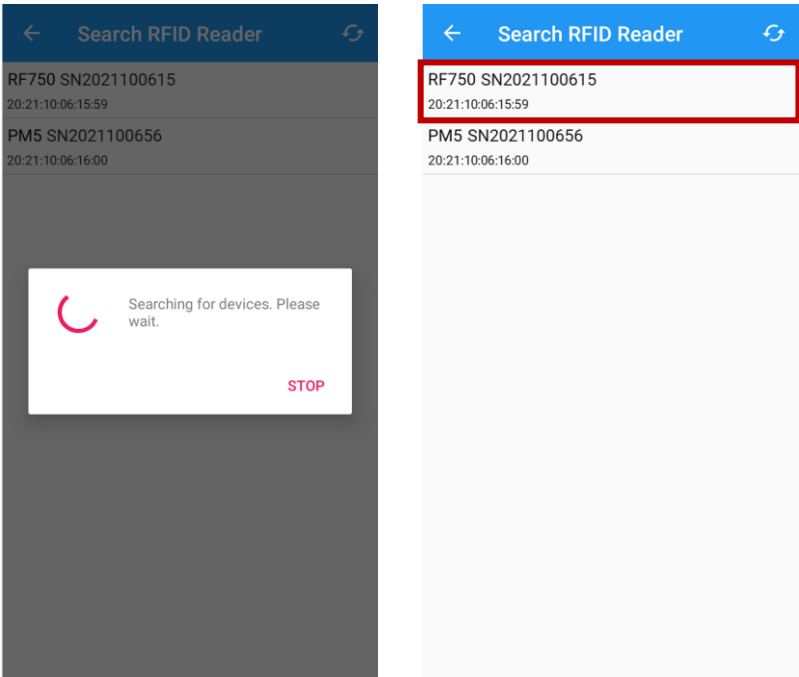 Search RFID Reader
RF750 SN2021100615
20:21:10:06:15:59
PM5 SN2021100656
20:21:10:06:16:00
Searching for devices. Please
wait.
STOP
Search RFID Reader
RF750 SN2021100615
20:21:10:06:15:59
PM5 SN2021100656
20:21:10:06:16:00